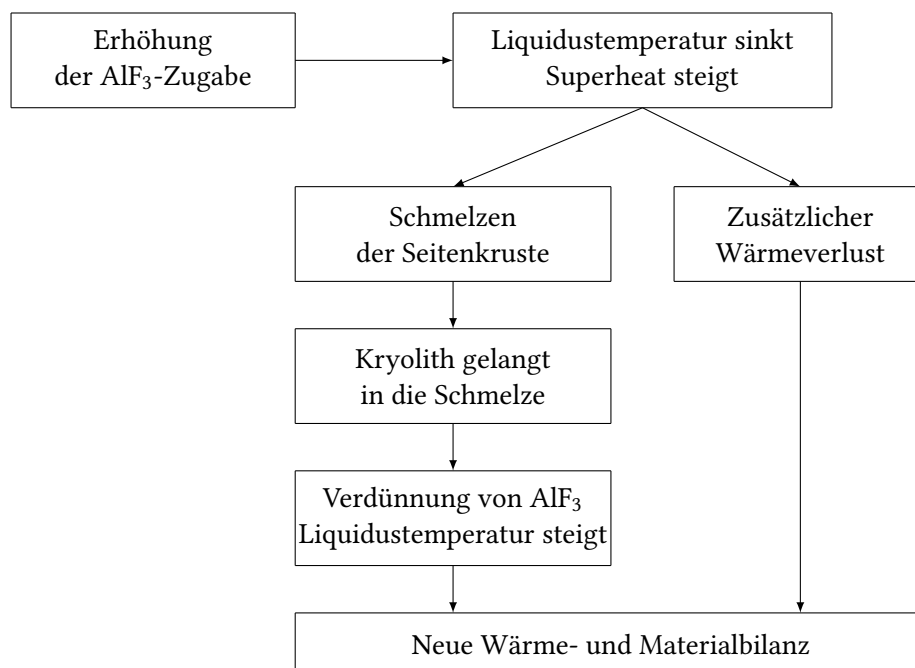 Erhöhung
der AlF₃-Zugabe
Liquidustemperatur sinkt
Superheat steigt
Schmelzen
der Seitenkruste
Zusätzlicher
Wärmeverlust
Kryolith gelangt
in die Schmelze
Verdünnung von AlF₃
Liquidustemperatur steigt
Neue Wärme- und Materialbilanz